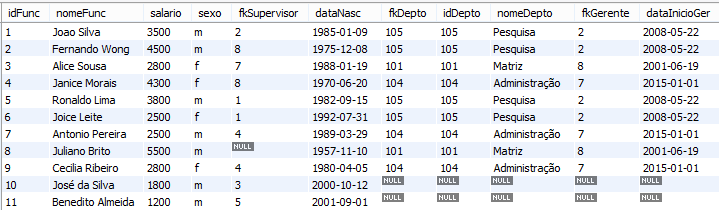 idFunc nomeFunc salario sexo fkSupervisor dataNasc fkDepto idDepto nomeDepto fkGerente dataInicioGer
1 Joao Silva 3500 m 2 1985-01-09 105 105 Pesquisa 2 2008-05-22
2 Fernando Wong 4500 m 8 1975-12-08 105 105 Pesquisa 2 2008-05-22
3 Alice Sousa 2800 f 7 1988-01-19 101 101 Matriz 8 2001-06-19
4 Janice Morais 4300 f 8 1970-06-20 104 104 Administração 7 2015-01-01
5 Ronaldo Lima 3800 m 1 1982-09-15 105 105 Pesquisa 2 2008-05-22
6 Joice Leite 2500 f 1 1992-07-31 105 105 Pesquisa 2 2008-05-22
7 Antonio Pereira 2500 m 4 1989-03-29 104 104 Administração 7 2015-01-01
8 Juliano Brito 5500 m NULL 1957-11-10 101 101 Matriz 8 2001-06-19
9 Cecilia Ribeiro 2800 f 4 1980-04-05 104 104 Administração 7 2015-01-01
10 José da Silva 1800 m 3 2000-10-12 NULL NULL NULL NULL NULL
11 Benedito Almeida 1200 m 5 2001-09-01 NULL NULL NULL NULL NULL